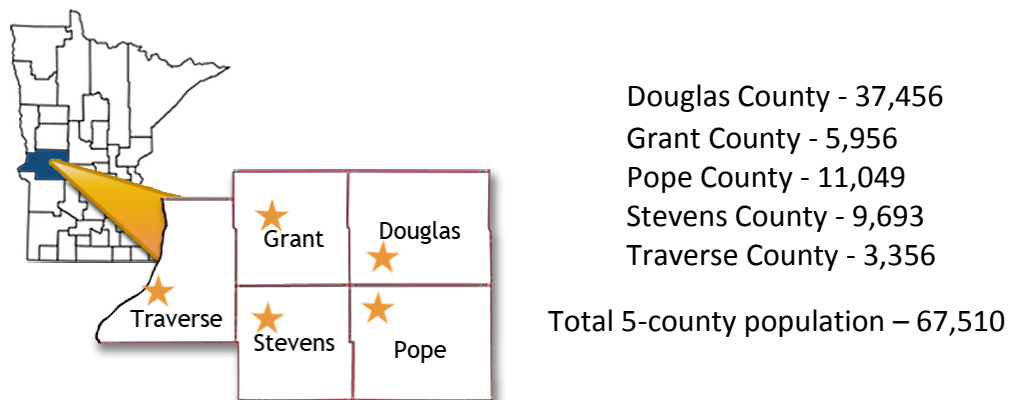 Grant
Douglas
Traverse
Stevens
Pope
Douglas County - 37,456
Grant County - 5,956
Pope County - 11,049
Stevens County - 9,693
Traverse County - 3,356
Total 5-county population – 67,510